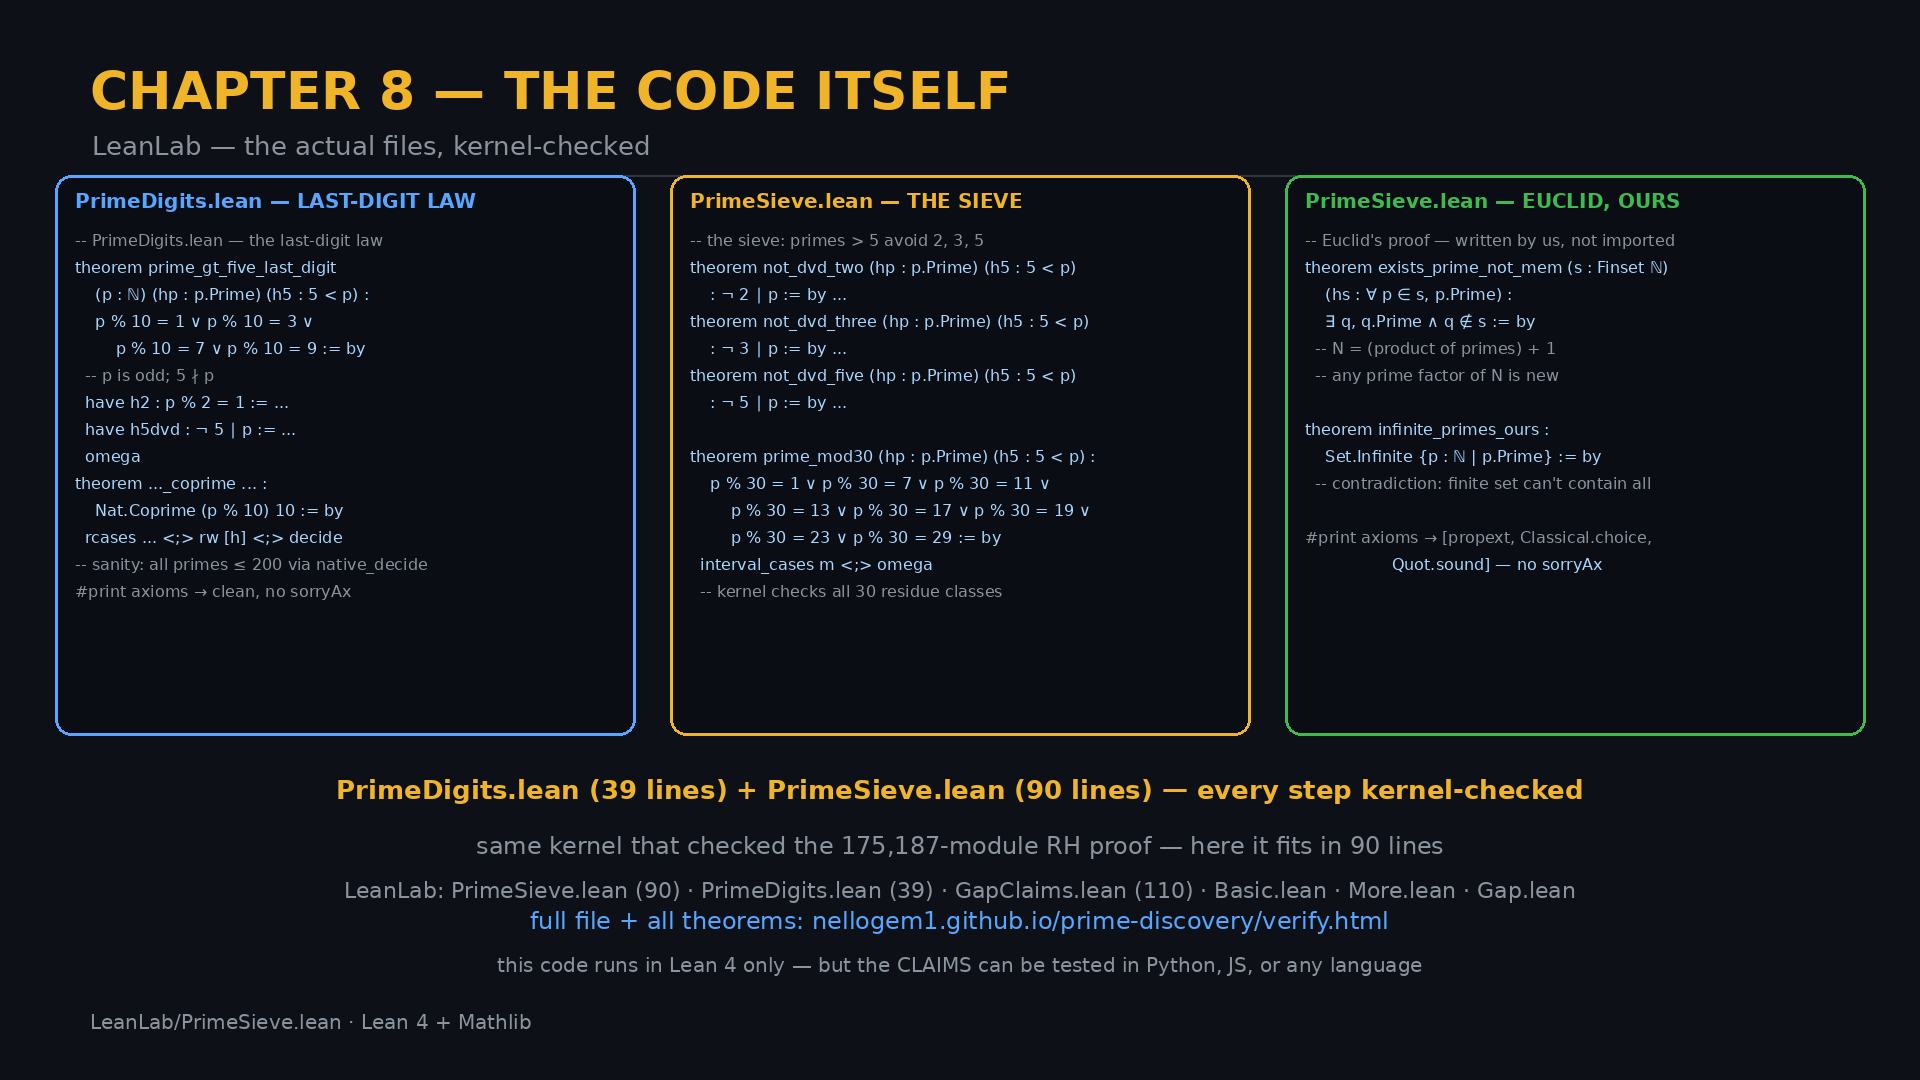 CHAPTER 8 — THE CODE ITSELF
LeanLab — the actual files, kernel-checked
PrimeDigits.lean — LAST-DIGIT LAW
-- PrimeDigits.lean — the last-digit law
theorem prime_gt_five_last_digit
(p : ℕ) (hp : p.Prime) (h5 : 5 < p) :
p % 10 = 1 ∨ p % 10 = 3 ∨
p % 10 = 7 ∨ p % 10 = 9 := by
-- p is odd; 5 ∤ p
have h2 : p % 2 = 1 := ...
have h5dvd : ¬ 5 ∣ p := ...
omega
theorem ..._coprime ... :
Nat.Coprime (p % 10) 10 := by
rcases ... <;> rw [h] <;> decide
-- sanity: all primes ≤ 200 via native_decide
#print axioms → clean, no sorryAx
PrimeSieve.lean — THE SIEVE
-- the sieve: primes > 5 avoid 2, 3, 5
theorem not_dvd_two (hp : p.Prime) (h5 : 5 < p)
: ¬ 2 ∣ p := by ...
theorem not_dvd_three (hp : p.Prime) (h5 : 5 < p)
: ¬ 3 ∣ p := by ...
theorem not_dvd_five (hp : p.Prime) (h5 : 5 < p)
: ¬ 5 ∣ p := by ...
theorem prime_mod30 (hp : p.Prime) (h5 : 5 < p) :
p % 30 = 1 ∨ p % 30 = 7 ∨ p % 30 = 11 ∨
p % 30 = 13 ∨ p % 30 = 17 ∨ p % 30 = 19 ∨
p % 30 = 23 ∨ p % 30 = 29 := by
interval_cases m <;> omega
-- kernel checks all 30 residue classes
PrimeSieve.lean — EUCLID, OURS
-- Euclid's proof — written by us, not imported
theorem exists_prime_not_mem (s : Finset ℕ)
(hs : ∀ p ∈ s, p.Prime) :
∃ q, q.Prime ∧ q ∉ s := by
-- N = (product of primes) + 1
-- any prime factor of N is new
theorem infinite_primes_ours :
Set.Infinite {p : ℕ | p.Prime} := by
-- contradiction: finite set can't contain all
#print axioms → [propext, Classical.choice,
Quot.sound] — no sorryAx
PrimeDigits.lean (39 lines) + PrimeSieve.lean (90 lines) — every step kernel-checked
same kernel that checked the 175,187-module RH proof — here it fits in 90 lines
LeanLab: PrimeSieve.lean (90) · PrimeDigits.lean (39) · GapClaims.lean (110) · Basic.lean · More.lean · Gap.lean
full file + all theorems: nellogem1.github.io/prime-discovery/verify.html
this code runs in Lean 4 only — but the CLAIMS can be tested in Python, JS, or any language
LeanLab/PrimeSieve.lean · Lean 4 + Mathlib